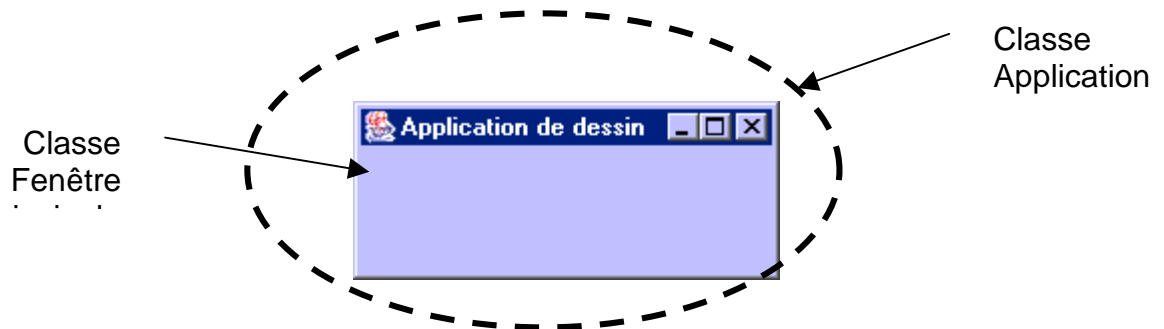 Classe
Application
Application de dessin
Classe
Fenêtre